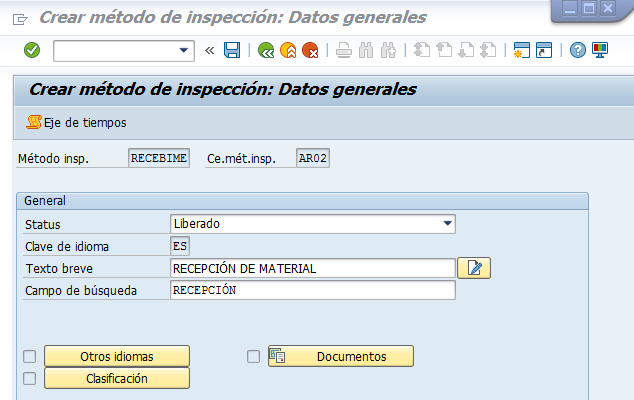 Crear método de inspección: Datos generales
Crear método de inspección: Datos generales
Eje de tiempos
Método insp. RECEBIME Ce.mét.insp. AR02
General
Status Liberado
Clave de idioma ES
Texto breve RECEPCIÓN DE MATERIAL
Campo de búsqueda RECEPCIÓN
Otros idiomas Documentos
Clasificación